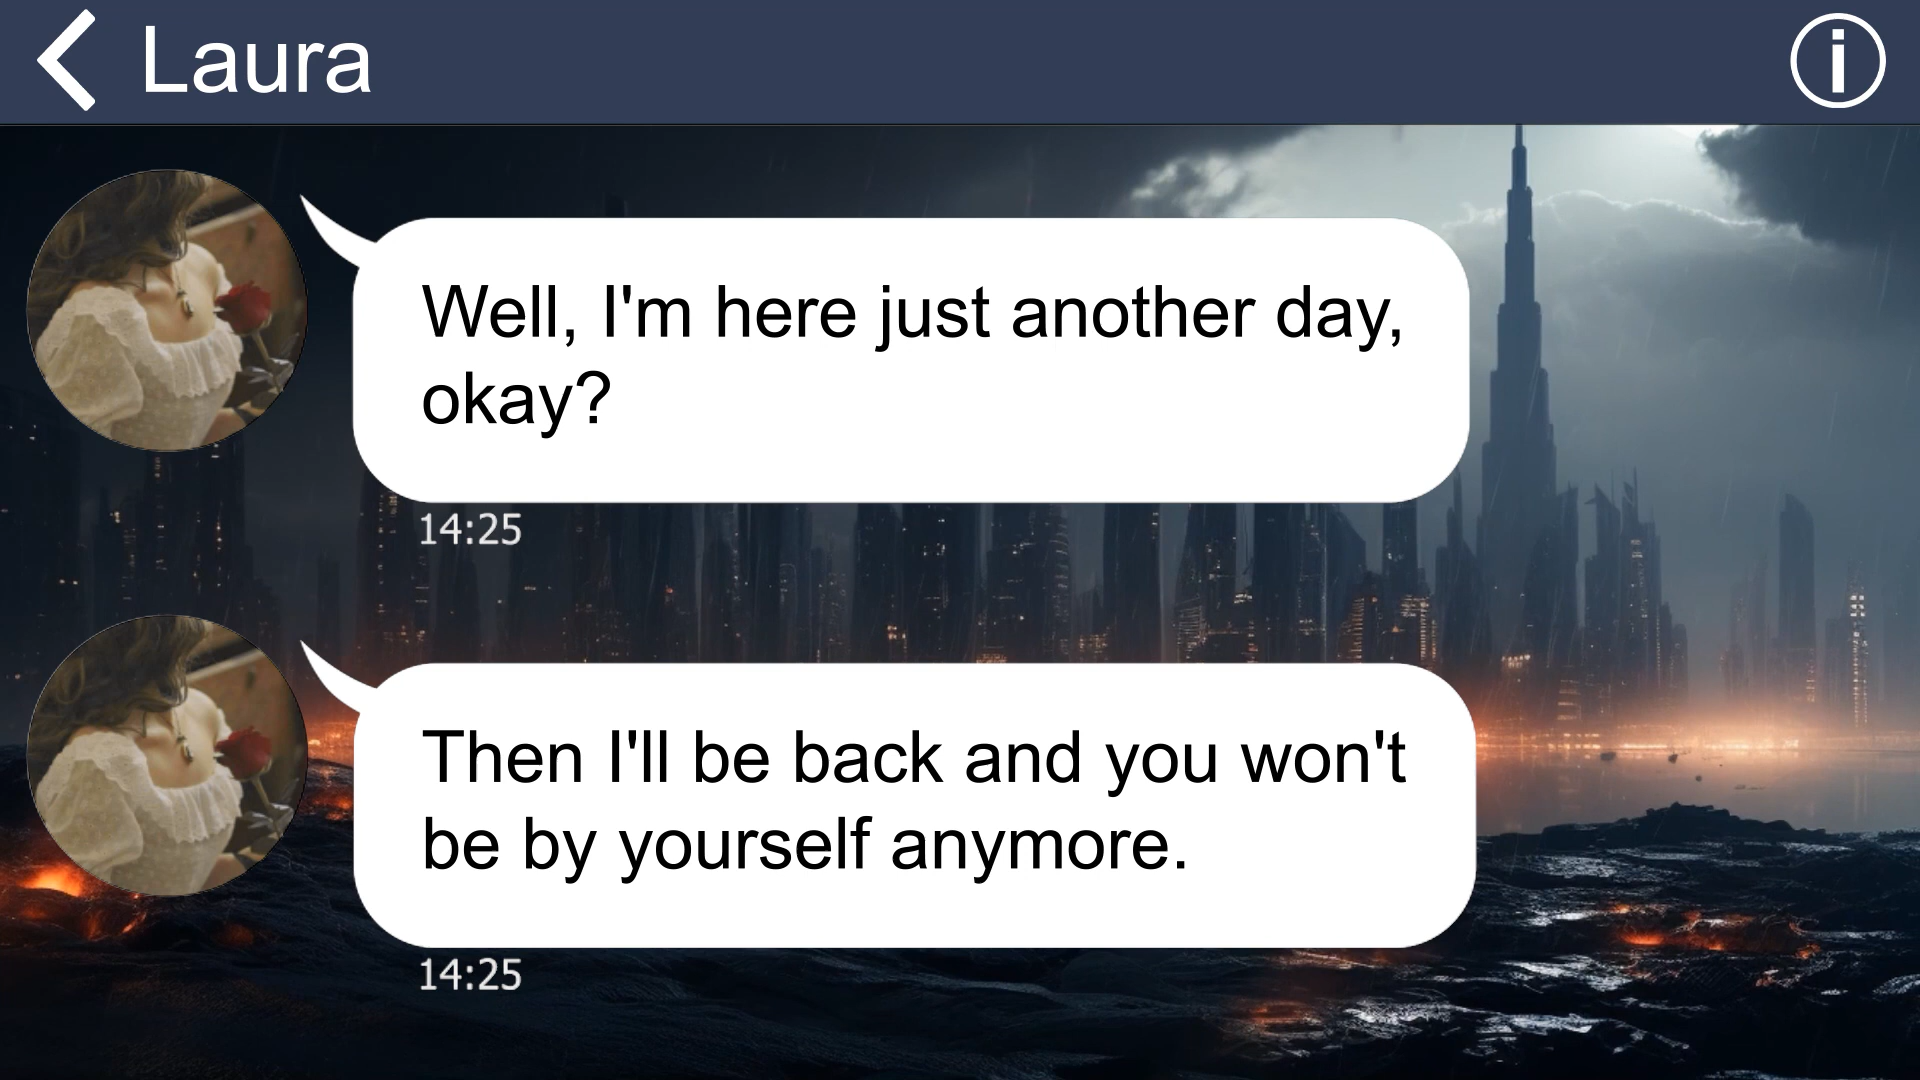 Laura
Well, I'm here just another day,
okay?
14:25
Then I'll be back and you won't
be by yourself anymore.
14:25